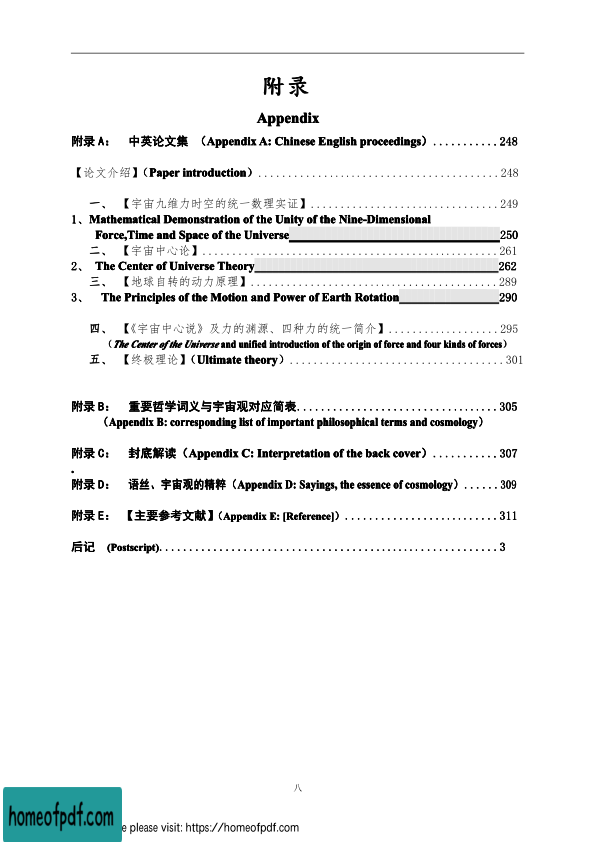 附录
Appendix
附录 A： 中英论文集 （Appendix A: Chinese English proceedings）...........248
【论文介绍】（Paper introduction）........................................248
一、 【宇宙九维力时空的统一数理实证】................................249
1、Mathematical Demonstration of the Unity of the Nine-Dimensional
Force,Time and Space of the Universe 250
二、 【宇宙中心论】..................................................261
2、 The Center of Universe Theory 262
三、 【地球自转的动力原理】..........................................289
3、 The Principles of the Motion and Power of Earth Rotation 290
四、 【《宇宙中心说》及力的渊源、四种力的统一简介】...................295
（The Center of the Universe and unified introduction of the origin of force and four kinds of forces）
五、 【终极理论】（Ultimate theory）....................................301
附录 B： 重要哲学词义与宇宙观对应简表..................................305
（Appendix B: corresponding list of important philosophical terms and cosmology）
附录 C： 封底解读（Appendix C: Interpretation of the back cover）...........307
附录 D： 语丝、宇宙观的精粹（Appendix D: Sayings, the essence of cosmology）......309
附录 E： 【主要参考文献】（Appendix E: [Reference]）..........................311
后记 (Postscript).........................................................3
八
homeofpdf.com
e please visit: https://homeofpdf.com